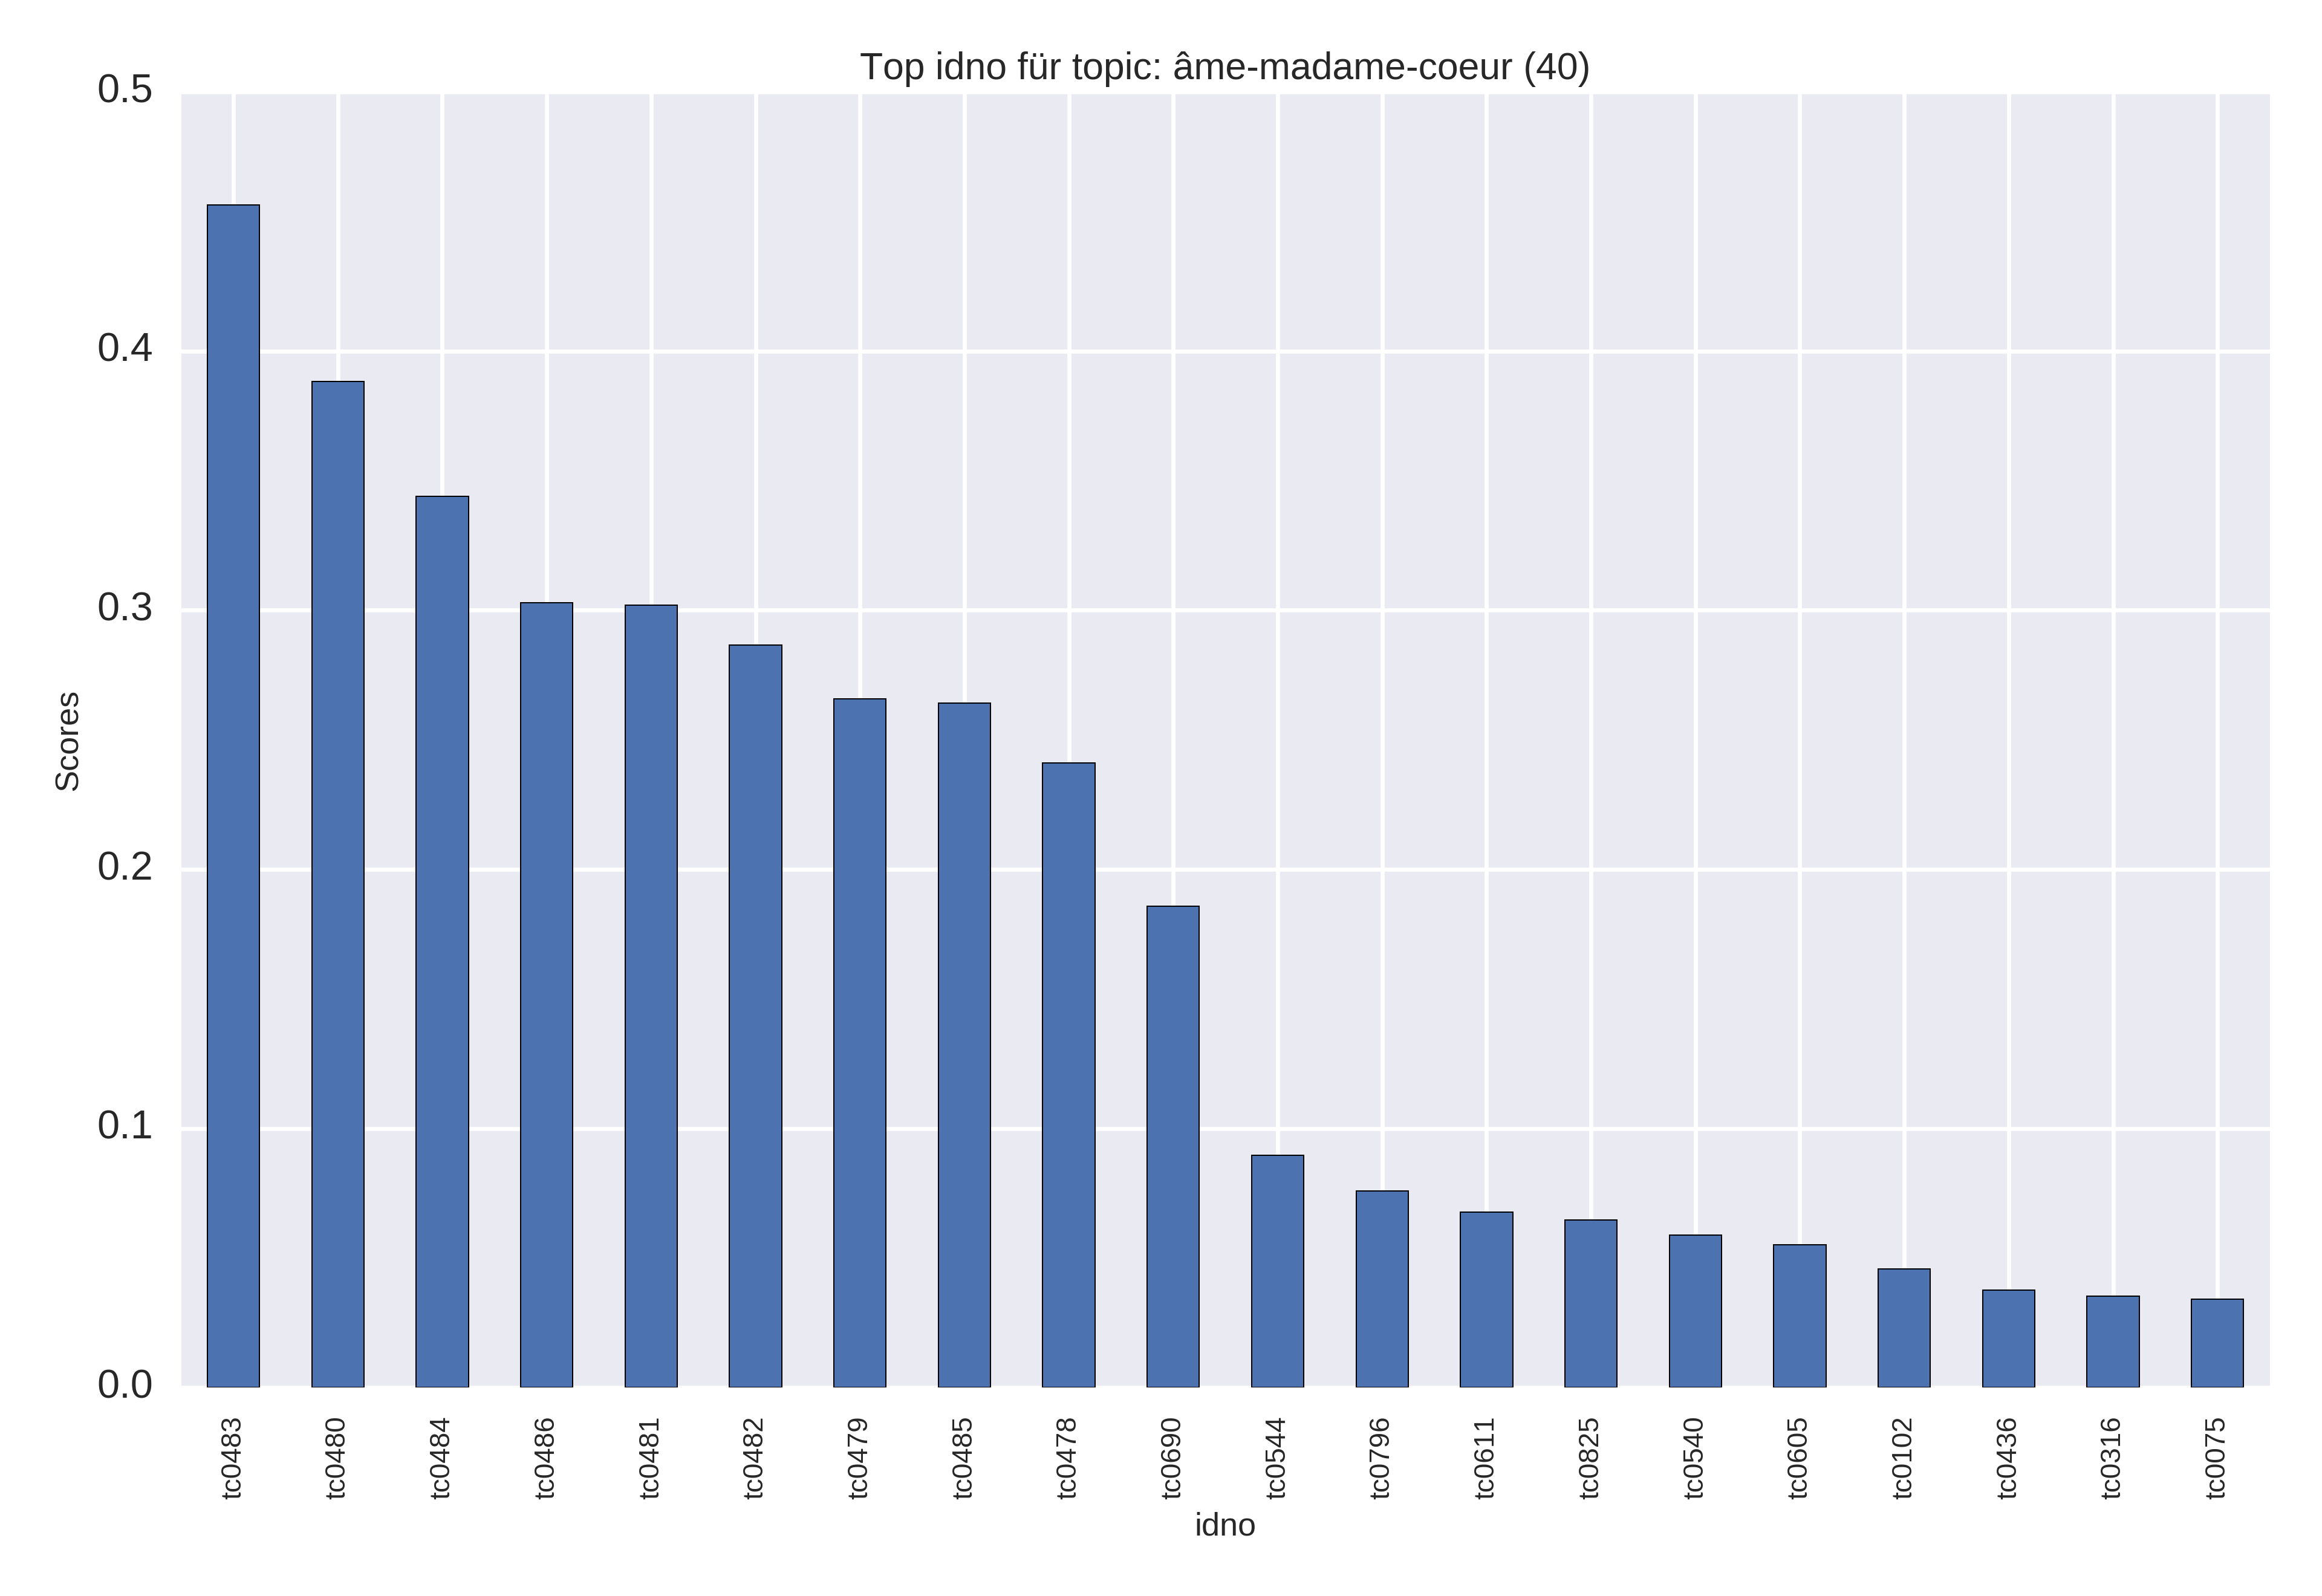 Top idno für topic: âme-madame-coeur (40)
0.5
0.4
0.3
0.2
0.1
0.0
Scores
tc0483
tc0480
tc0484
tc0486
tc0481
tc0482
tc0479
tc0485
tc0478
tc0690
tc0544
tc0796
tc0611
tc0825
tc0540
tc0605
tc0102
tc0436
tc0316
tc0075
idno